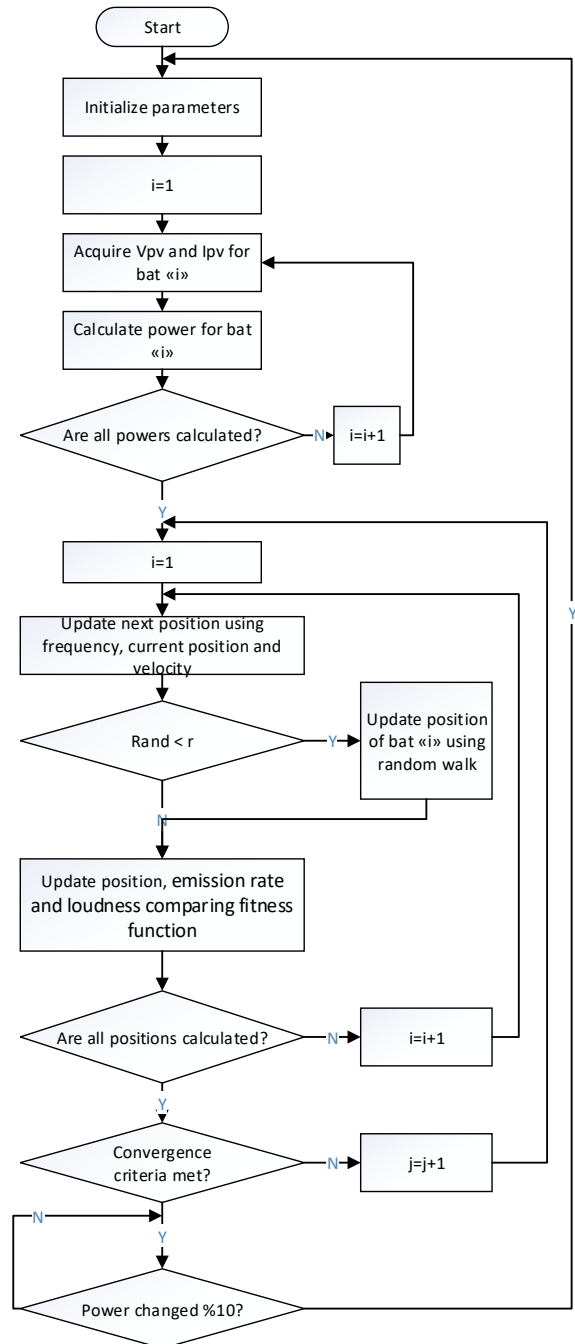 Start
Initialize parameters
i=1
Acquire Vpv and Ipv for
bat «i»
Calculate power for bat
«i»
Are all powers calculated?
N
i=i+1
Y
i=1
Update next position using
frequency, current position and
velocity
Rand < r
Y
Update position
of bat «i» using
random walk
N
Update position, emission rate
and loudness comparing fitness
function
Are all positions calculated?
N
i=i+1
Y
Convergence
criteria met?
N
j=j+1
Y
N
Power changed %10?
Y